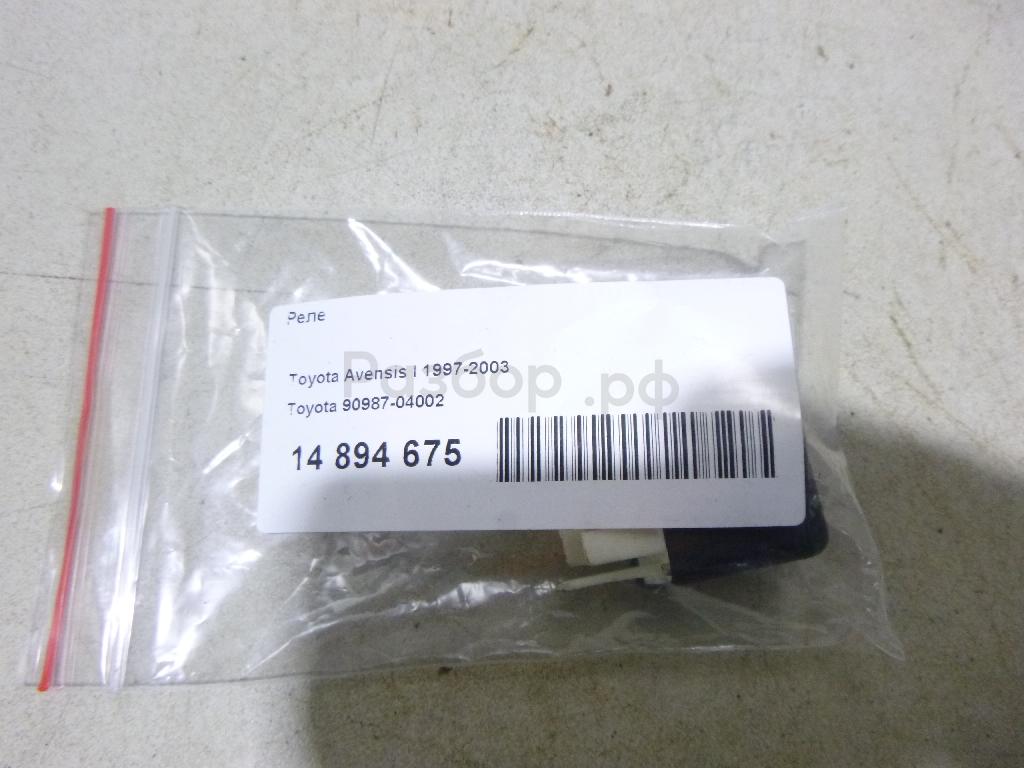 Реле
Toyota Avensis I 1997-2003
Разбор.рф
Toyota 90987-04002
14 894 675